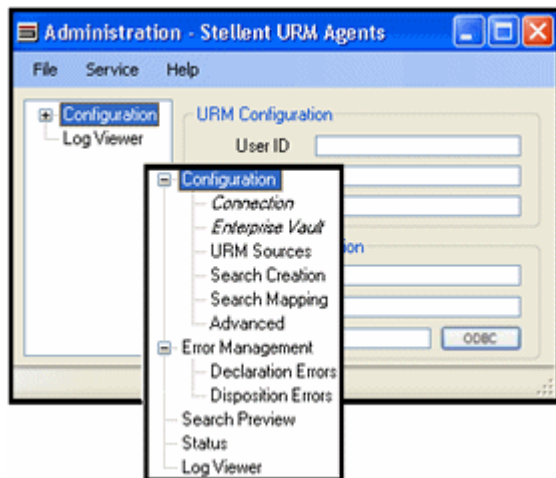 Administration - Stellent URM Agents
File Service Help
Configuration
Log Viewer
URM Configuration
User ID
Configuration
Connection
Enterprise Vault
URM Sources
Search Creation
Search Mapping
Advanced
Error Management
Declaration Errors
Disposition Errors
Search Preview
Status
Log Viewer
ion
ODBC